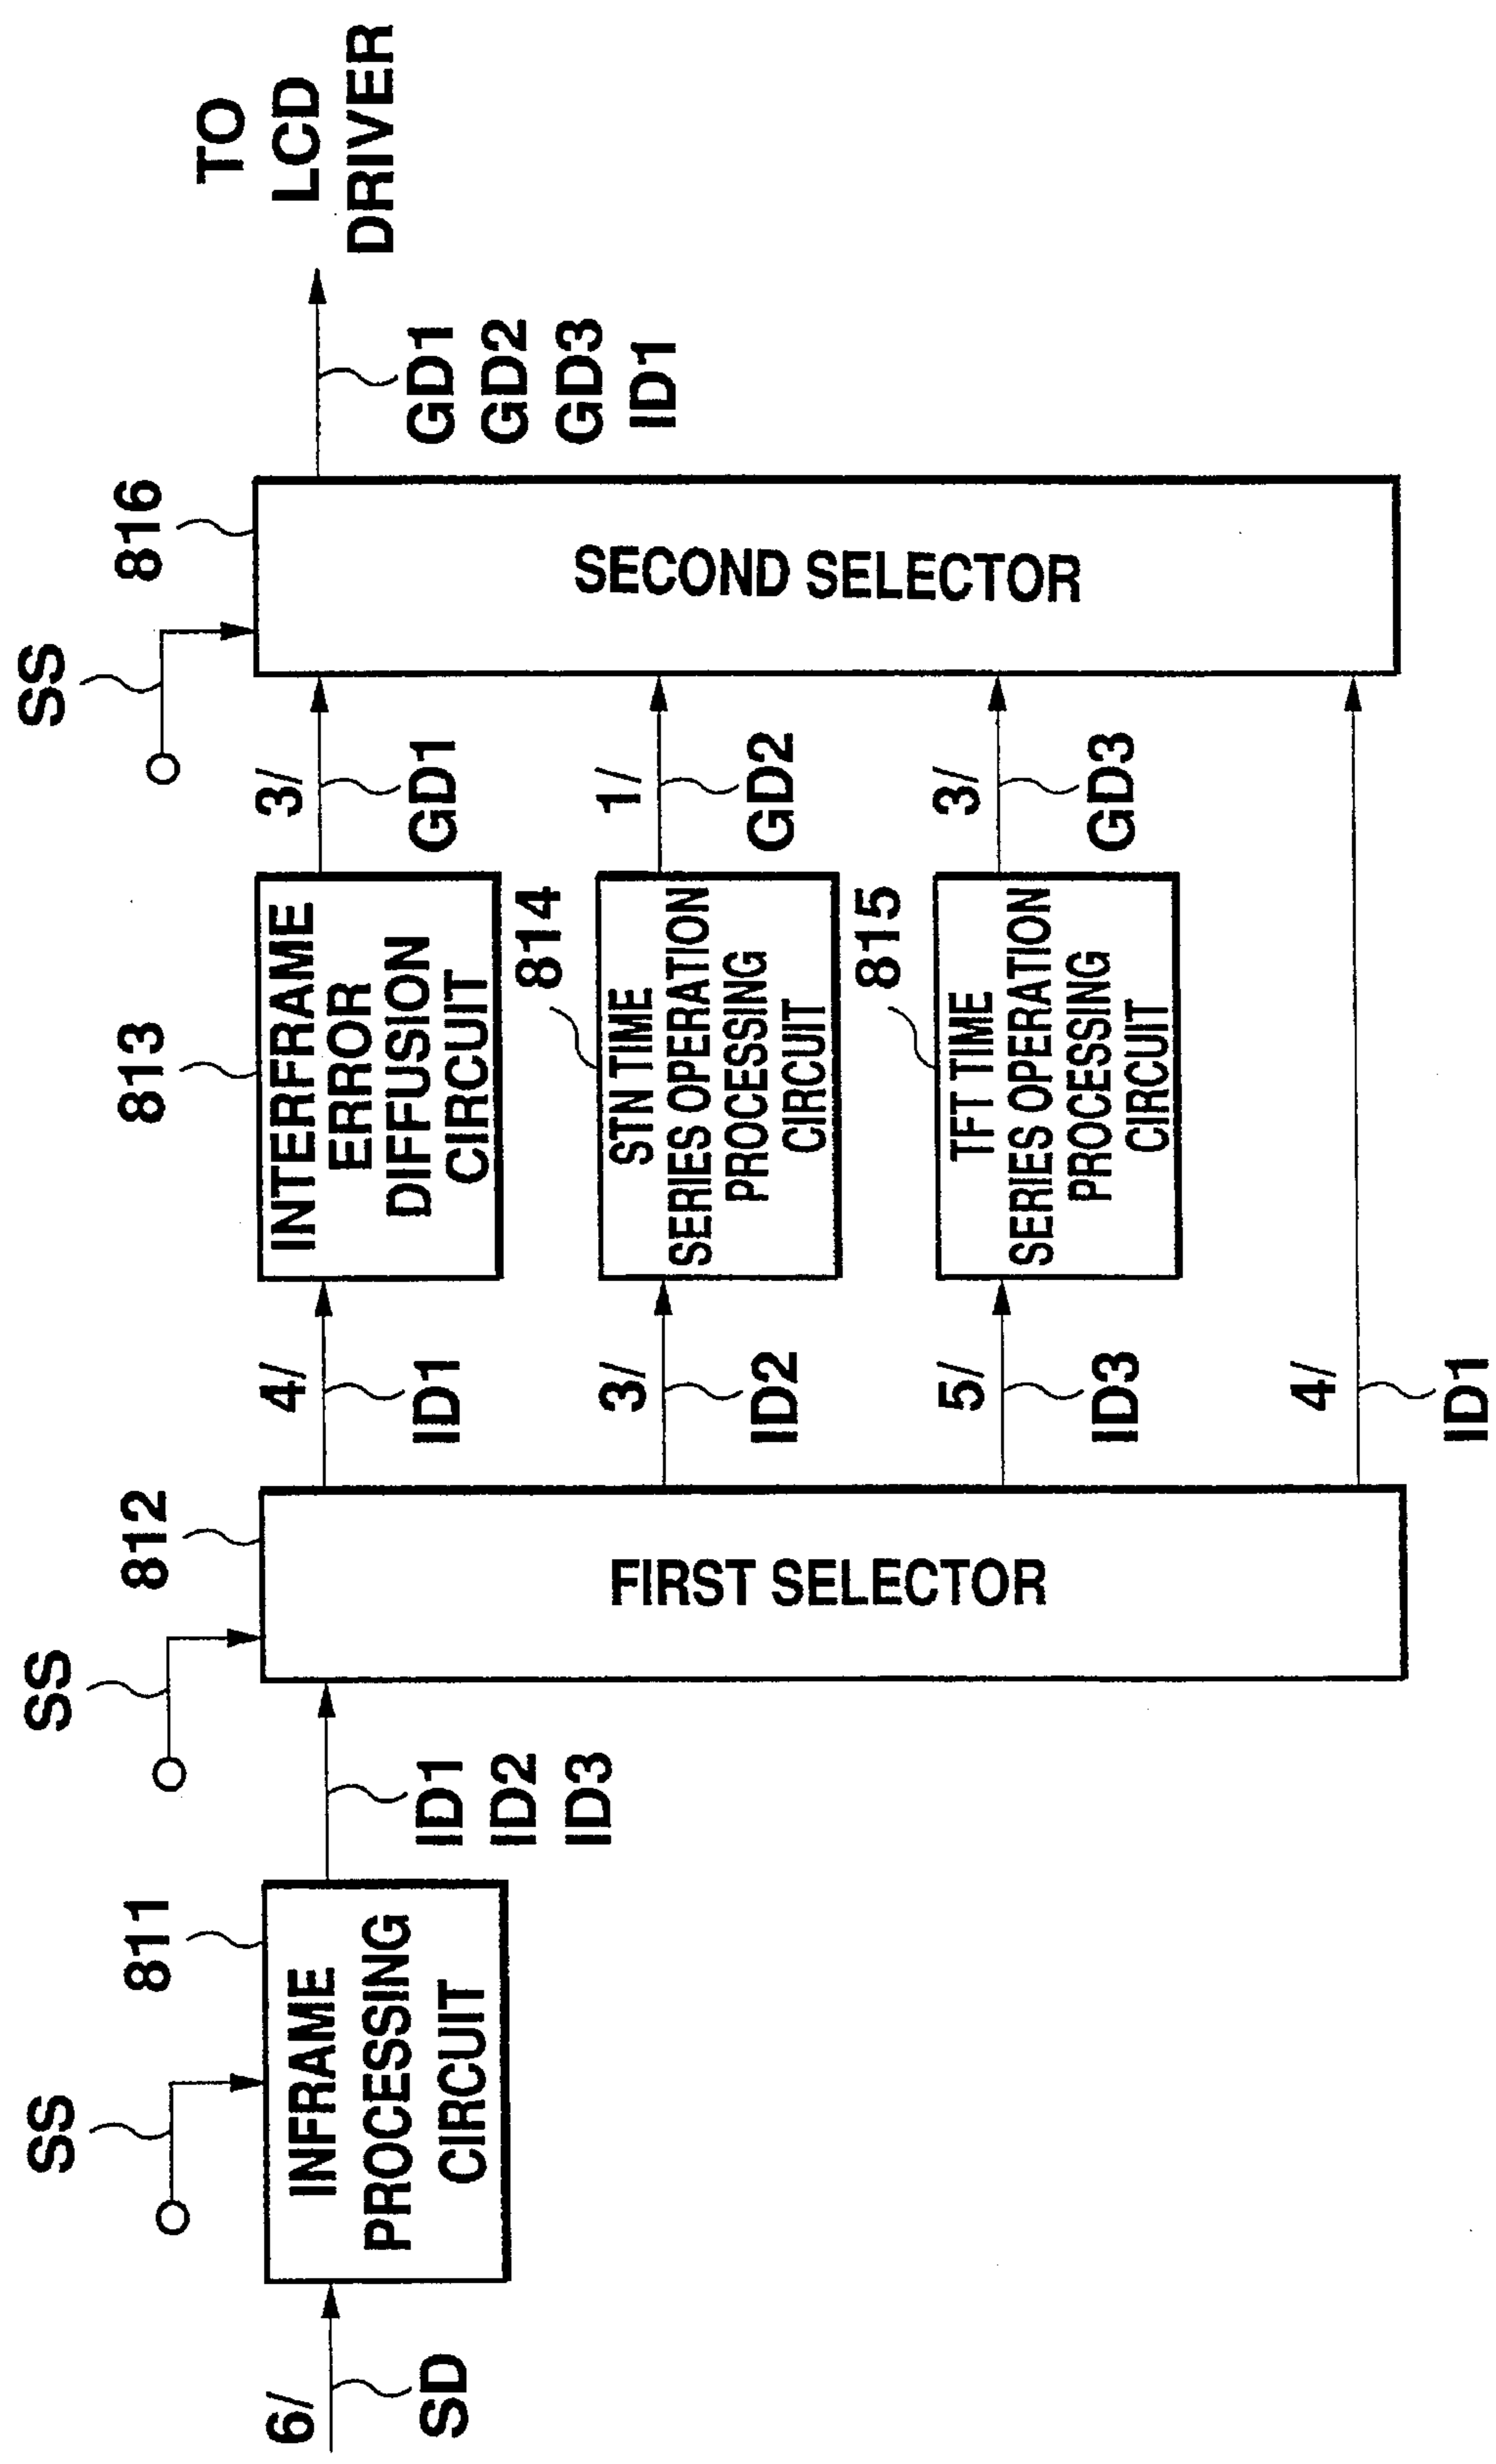 6/
SD
SS
811
INFRAME
PROCESSING
CIRCUIT
ID1
ID2
ID3
SS
812
FIRST SELECTOR
4/
ID1
3/
ID2
5/
ID3
4/
ID1
813
INTERFRAME
ERROR
DIFFUSION
CIRCUIT
814
STN TIME
SERIES OPERATION
PROCESSING
CIRCUIT
815
TFT TIME
SERIES OPERATION
PROCESSING
CIRCUIT
3/
GD1
1/
GD2
3/
GD3
SS
816
SECOND SELECTOR
GD1
GD2
GD3
ID1
TO
LCD
DRIVER